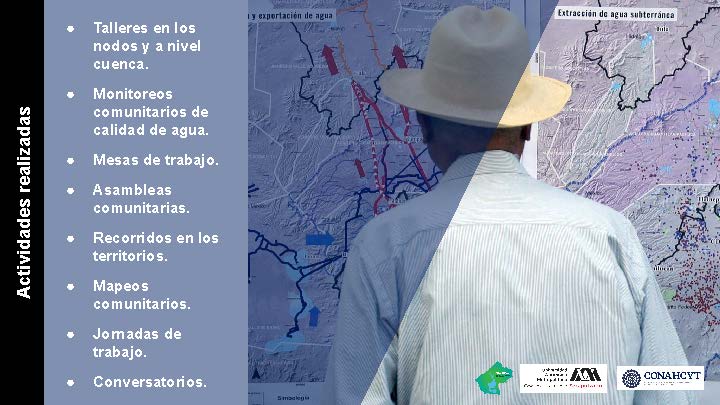 Actividades realizadas
● Talleres en los
nodos y a nivel
cuenca.
● Monitoreos
comunitarios de
calidad de agua.
● Mesas de trabajo.
● Asambleas
comunitarias.
● Recorridos en los
territorios.
● Mapeos
comunitarios.
● Jornadas de
trabajo.
● Conversatorios.
y exportación de agua
Extracción de agua subterránea
Simbología
Universidad
Autónoma
Metropolitana
CONAHCYT